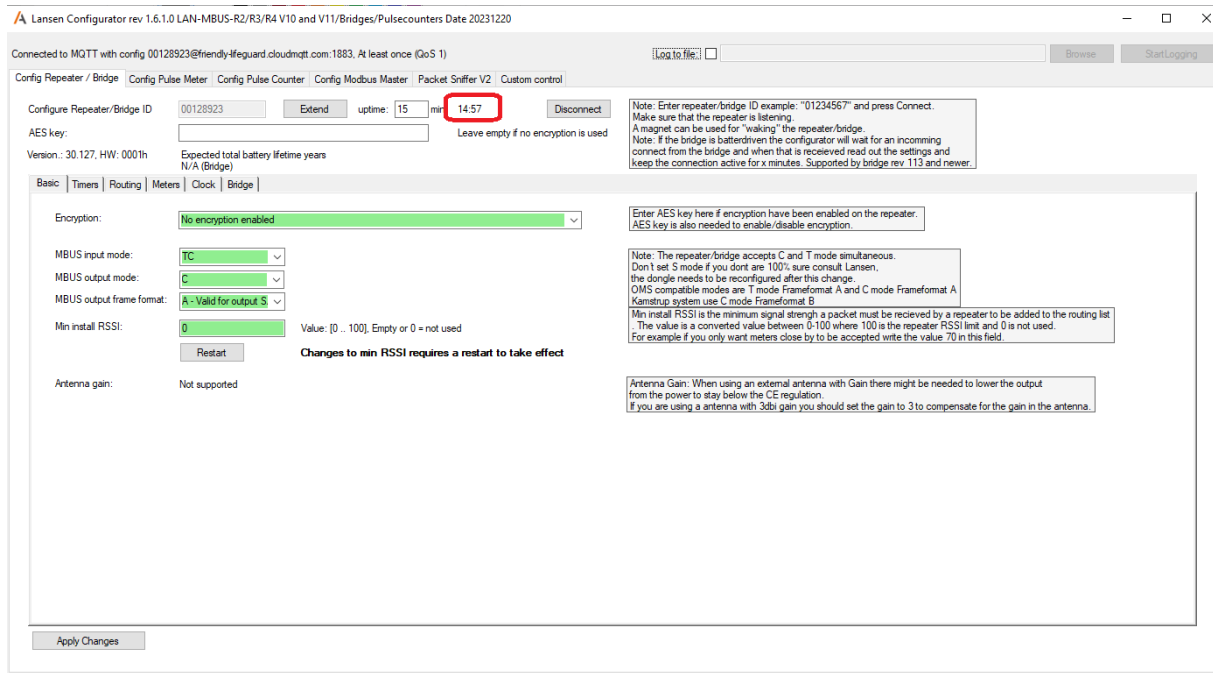 Lansen Configurator rev 1.6.1.0 LAN-MBUS-R2/R3/R4 V10 and V11/Bridges/Pulsecounters Date 20231220
Connected to MQTT with config 00128923@friendly-lifeguard.cloudmqtt.com:1883, At least once (QoS 1)
Log to file:
Browse
Start Logging
Config Repeater / Bridge
Config Pulse Meter
Config Pulse Counter
Config Modbus Master
Packet Sniffer V2
Custom control
Configure Repeater/Bridge ID
00128923
Extend
uptime:
15
min
14:57
Disconnect
AES key:
Leave empty if no encryption is used
Version.: 30.127, HW: 0001h
Expected total battery lifetime years
N/A (Bridge)
Note: Enter repeater/bridge ID example: "01234567" and press Connect.
Make sure that the repeater is listening.
A magnet can be used for "waking" the repeater/bridge.
Note: If the bridge is batterdriven the configurator will wait for an incomming
connect from the bridge and when that is receieved read out the settings and
keep the connection active for x minutes. Supported by bridge rev 113 and newer.
Basic
Timers
Routing
Meters
Clock
Bridge
Encryption:
No encryption enabled
Enter AES key here if encryption have been enabled on the repeater.
AES key is also needed to enable/disable encryption.
MBUS input mode:
TC
MBUS output mode:
C
MBUS output frame format:
A - Valid for output S,
Note: The repeater/bridge accepts C and T mode simultaneous.
Don't set S mode if you dont are 100% sure consult Lansen,
the dongle needs to be reconfigured after this change.
OMS compatible modes are T mode Frameformat A and C mode Frameformat A
Kamstrup system use C mode Frameformat B
Min install RSSI:
0
Value: [0 .. 100], Empty or 0 = not used
Min install RSSI is the minimum signal strengh a packet must be recieved by a repeater to be added to the routing list
. The value is a converted value between 0-100 where 100 is the repeater RSSI limit and 0 is not used.
For example if you only want meters close by to be accepted write the value 70 in this field.
Restart
Changes to min RSSI requires a restart to take effect
Antenna gain:
Not supported
Antenna Gain: When using an external antenna with Gain there might be needed to lower the output
from the power to stay below the CE regulation.
If you are using a antenna with 3dbi gain you should set the gain to 3 to compensate for the gain in the antenna.
Apply Changes